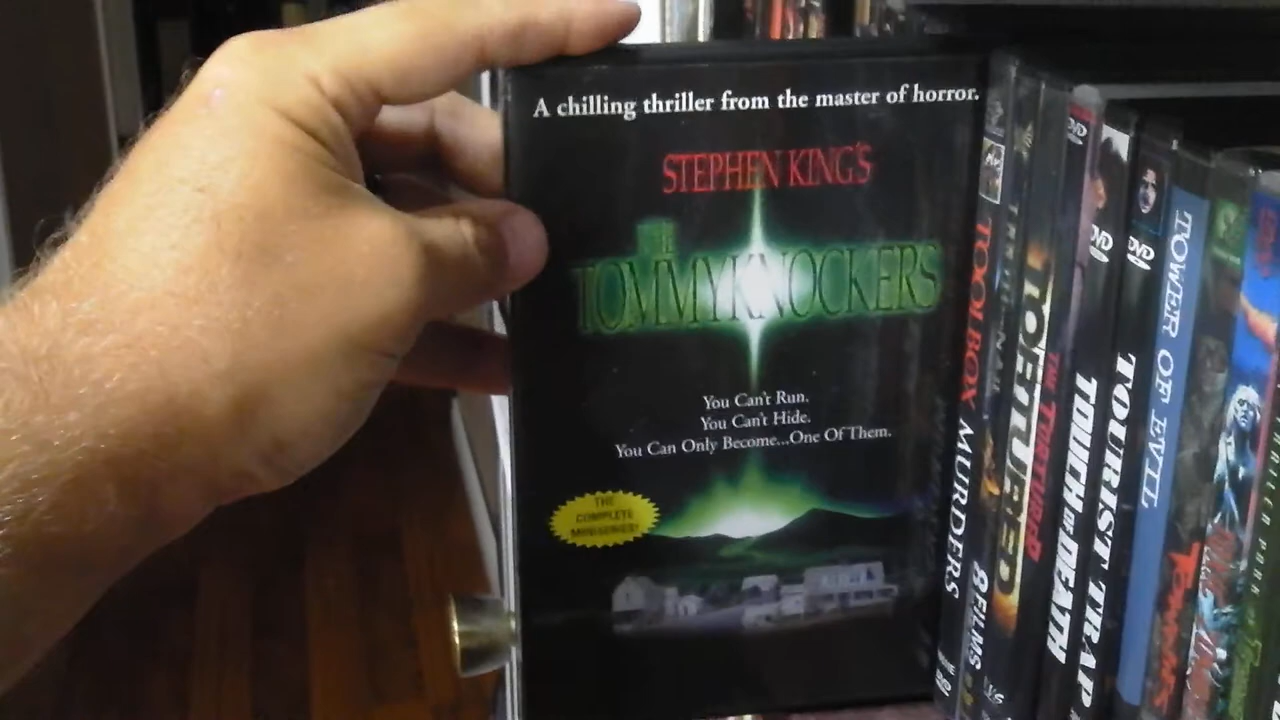 A chilling thriller from the master of horror.
STEPHEN KING'S
THE
TOMMYKNOCKERS
You Can't Run.
You Can't Hide.
You Can Only Become...One Of Them.
THE
COMPLETE
MINISERIES!
TOOLBOX MURDERS
8 FILMS
THE TORTURED
DVD
TOUCH OF DEATH
DVD
TOURIST TRAP
DVD
TOWER OF EVIL